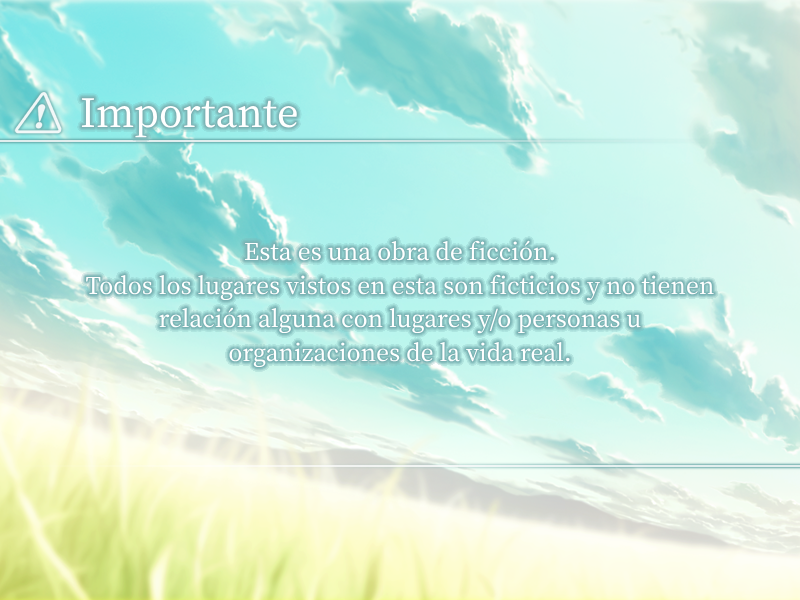 Importante
Esta es una obra de ficción.
Todos los lugares vistos en esta son ficticios y no tienen
relación alguna con lugares y/o personas u
organizaciones de la vida real.